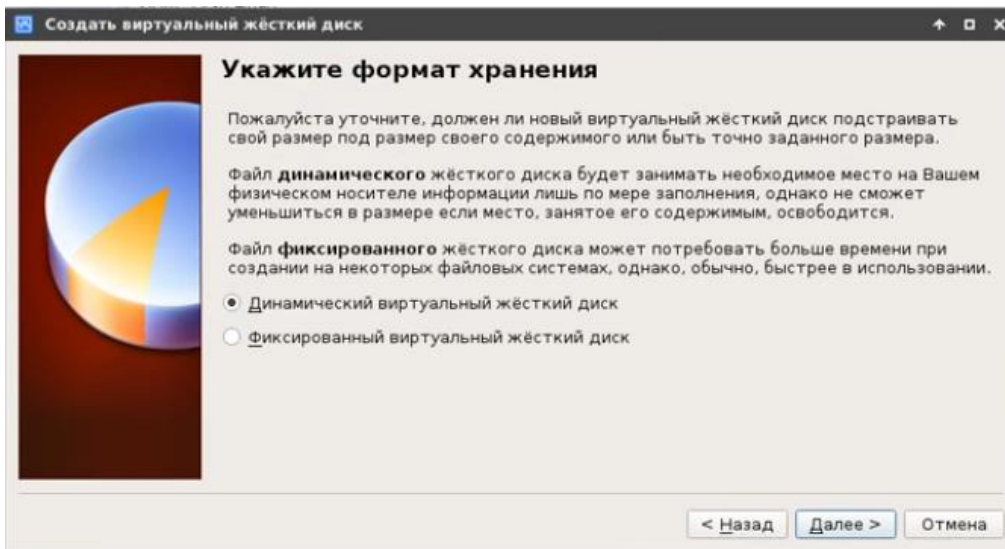 Создать виртуальный жёсткий диск
Укажите формат хранения
Пожалуйста уточните, должен ли новый виртуальный жёсткий диск подстраивать
свой размер под размер своего содержимого или быть точно заданного размера.
Файл динамического жёсткого диска будет занимать необходимое место на Вашем
физическом носителе информации лишь по мере заполнения, однако не сможет
уменьшиться в размере если место, занятое его содержимым, освободится.
Файл фиксированного жёсткого диска может потребовать больше времени при
создании на некоторых файловых системах, однако, обычно, быстрее в использовании.
Динамический виртуальный жёсткий диск
Фиксированный виртуальный жёсткий диск
< Назад Далее > Отмена